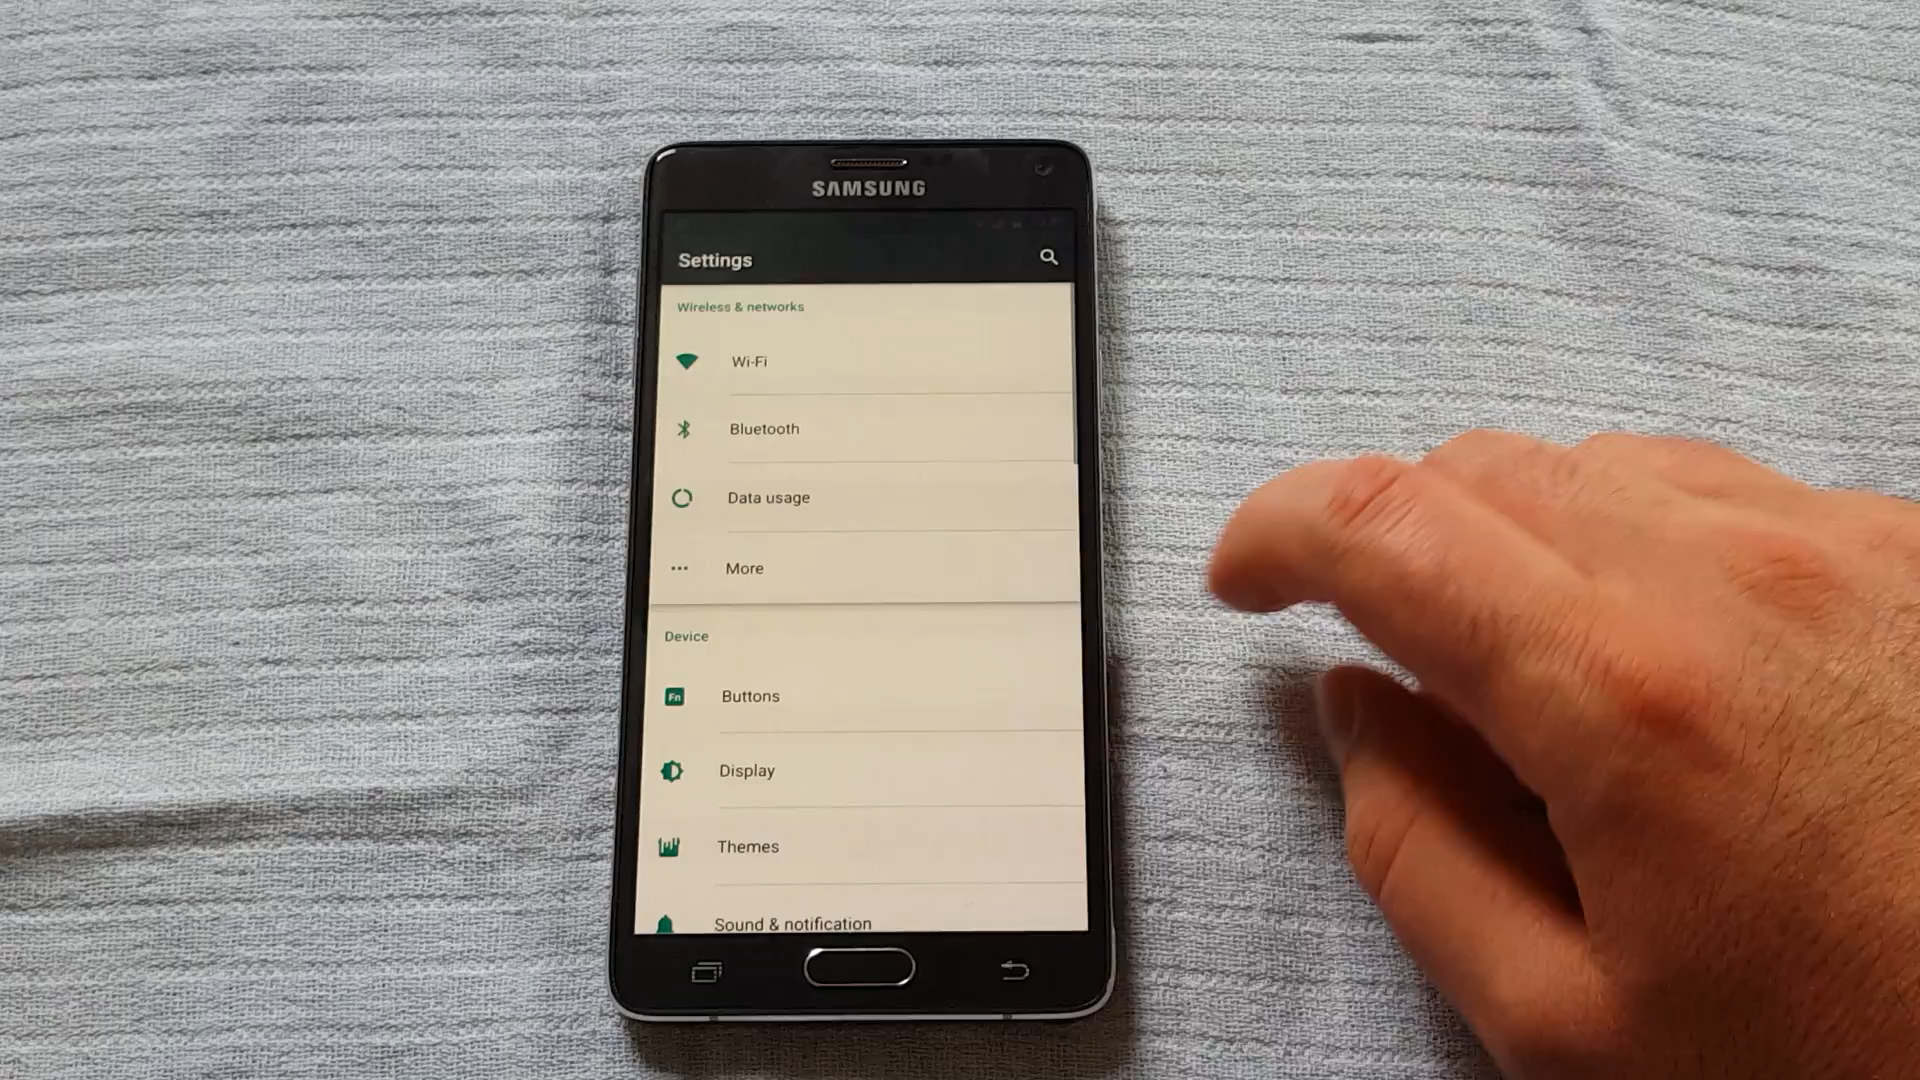 SAMSUNG
Settings
Wireless & networks
Wi-Fi
Bluetooth
Data usage
More
Device
Fn
Buttons
Display
Themes
Sound & notification